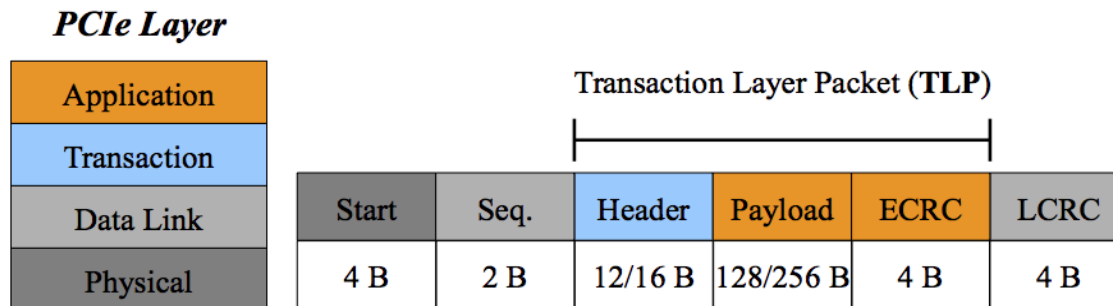 PCIe Layer
Application
Transaction
Data Link
Physical
Transaction Layer Packet (TLP)
Start Seq. Header Payload ECRC LCRC
4 B 2 B 12/16 B 128/256 B 4 B 4 B